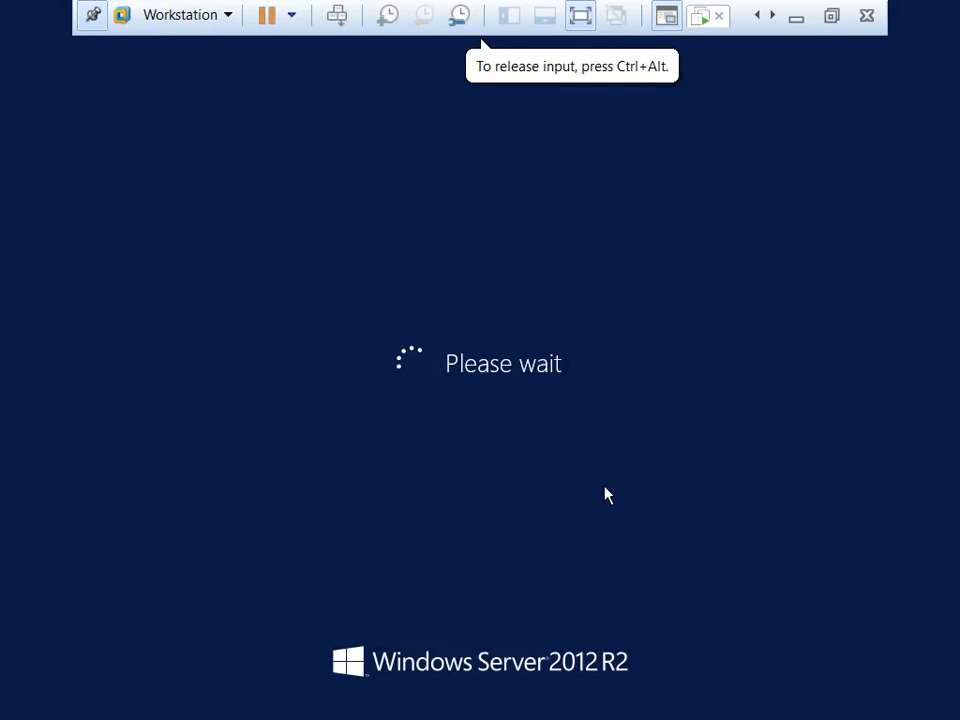 Workstation
To release input, press Ctrl+Alt.
Please wait
Windows Server 2012 R2